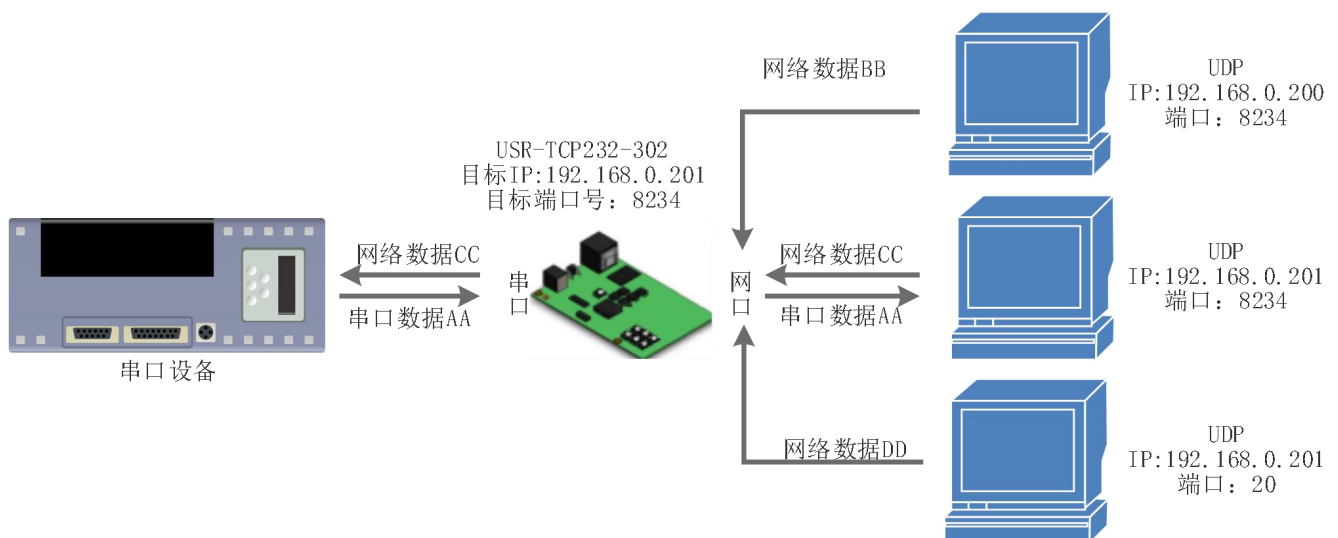 网络数据BB
UDP
IP:192.168.0.200
端口：8234
USR-TCP232-302
目标IP:192.168.0.201
目标端口号：8234
网络数据CC
串口数据AA
串口
网口
网络数据CC
串口数据AA
UDP
IP:192.168.0.201
端口：8234
串口设备
网络数据DD
UDP
IP:192.168.0.201
端口：20